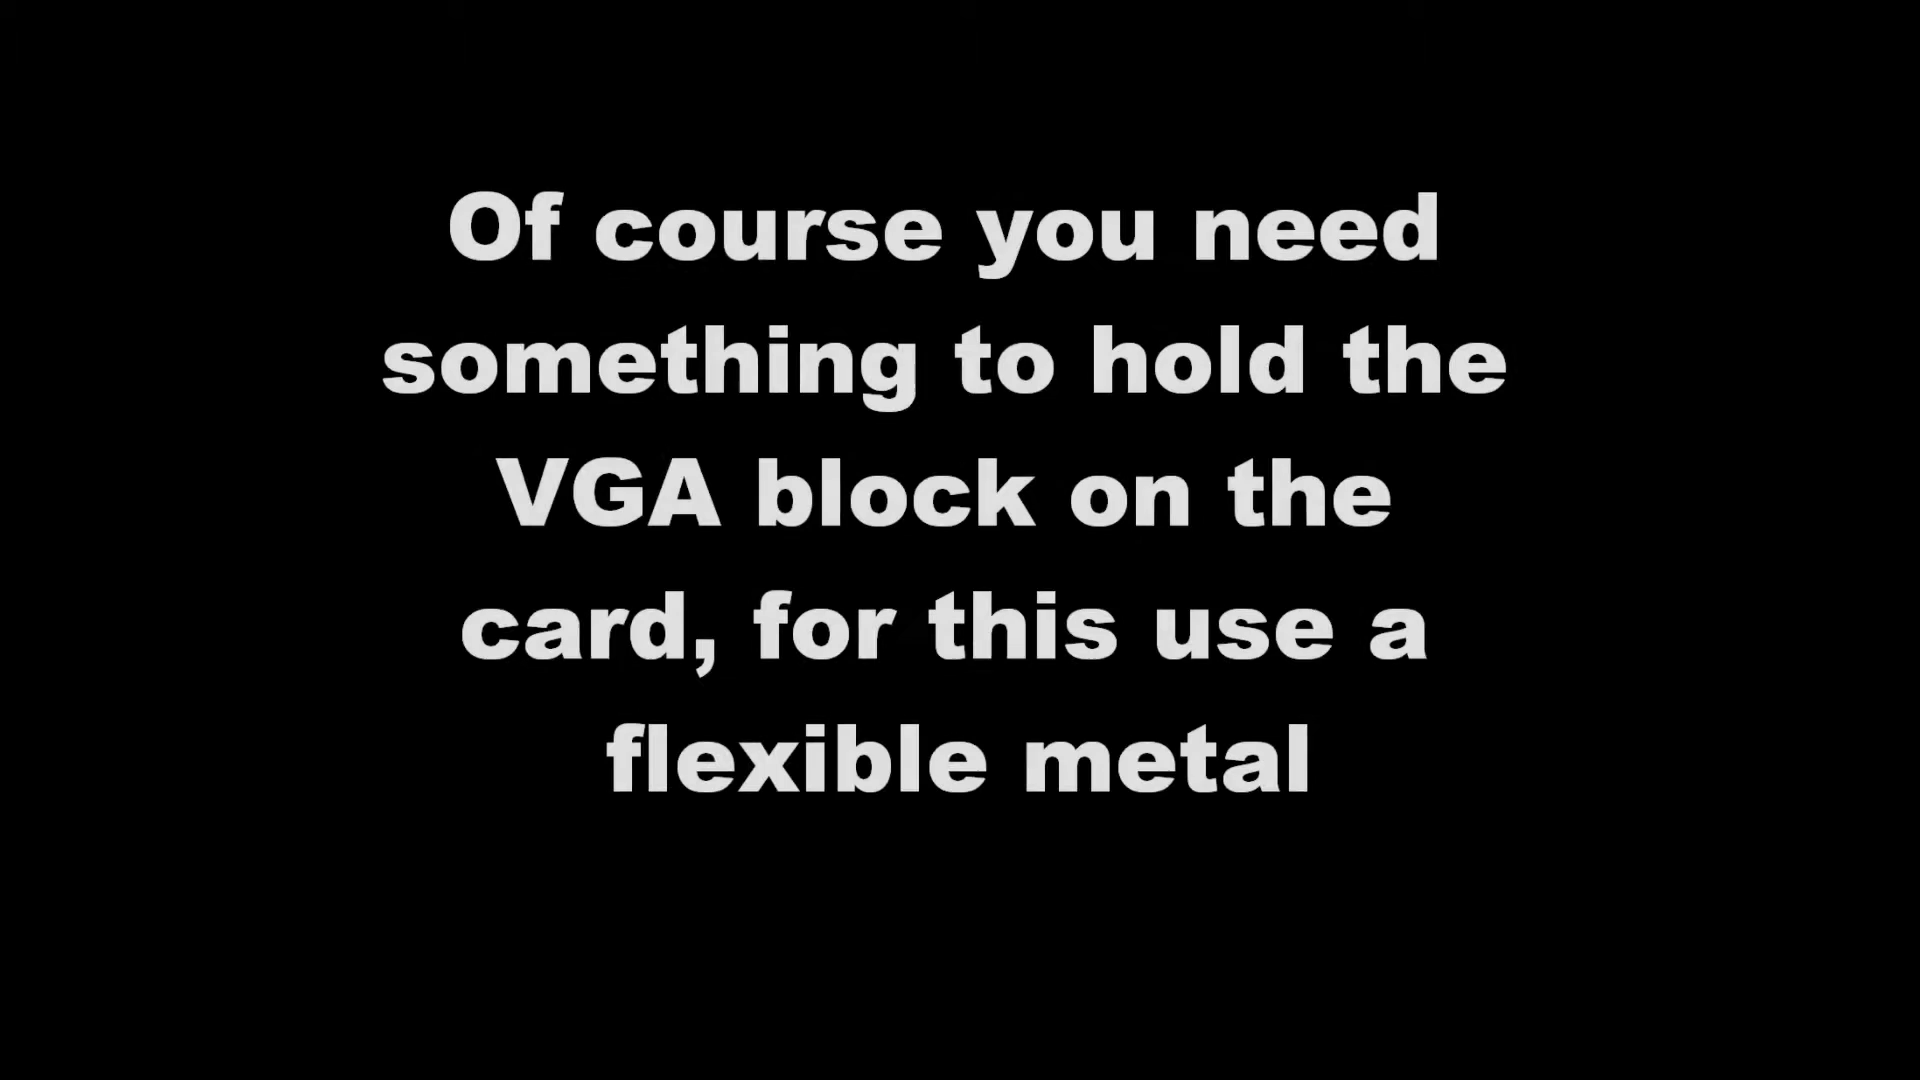 Of course you need
something to hold the
VGA block on the
card, for this use a
flexible metal